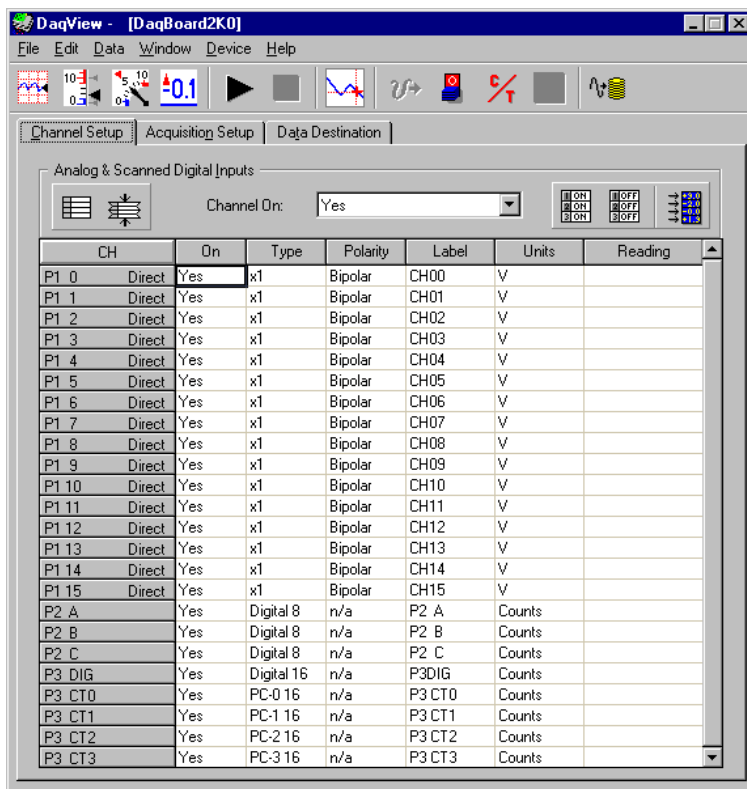 DaqView - [DaqBoard2K0]
File Edit Data Window Device Help
Channel Setup Acquisition Setup Data Destination
Analog & Scanned Digital Inputs
Channel On: Yes
CH On Type Polarity Label Units Reading
P1 0 Direct Yes x1 Bipolar CH00 V
P1 1 Direct Yes x1 Bipolar CH01 V
P1 2 Direct Yes x1 Bipolar CH02 V
P1 3 Direct Yes x1 Bipolar CH03 V
P1 4 Direct Yes x1 Bipolar CH04 V
P1 5 Direct Yes x1 Bipolar CH05 V
P1 6 Direct Yes x1 Bipolar CH06 V
P1 7 Direct Yes x1 Bipolar CH07 V
P1 8 Direct Yes x1 Bipolar CH08 V
P1 9 Direct Yes x1 Bipolar CH09 V
P1 10 Direct Yes x1 Bipolar CH10 V
P1 11 Direct Yes x1 Bipolar CH11 V
P1 12 Direct Yes x1 Bipolar CH12 V
P1 13 Direct Yes x1 Bipolar CH13 V
P1 14 Direct Yes x1 Bipolar CH14 V
P1 15 Direct Yes x1 Bipolar CH15 V
P2 A Yes Digital 8 n/a P2 A Counts
P2 B Yes Digital 8 n/a P2 B Counts
P2 C Yes Digital 8 n/a P2 C Counts
P3 DIG Yes Digital 16 n/a P3DIG Counts
P3 CT0 Yes PC-0 16 n/a P3 CT0 Counts
P3 CT1 Yes PC-1 16 n/a P3 CT1 Counts
P3 CT2 Yes PC-2 16 n/a P3 CT2 Counts
P3 CT3 Yes PC-3 16 n/a P3 CT3 Counts